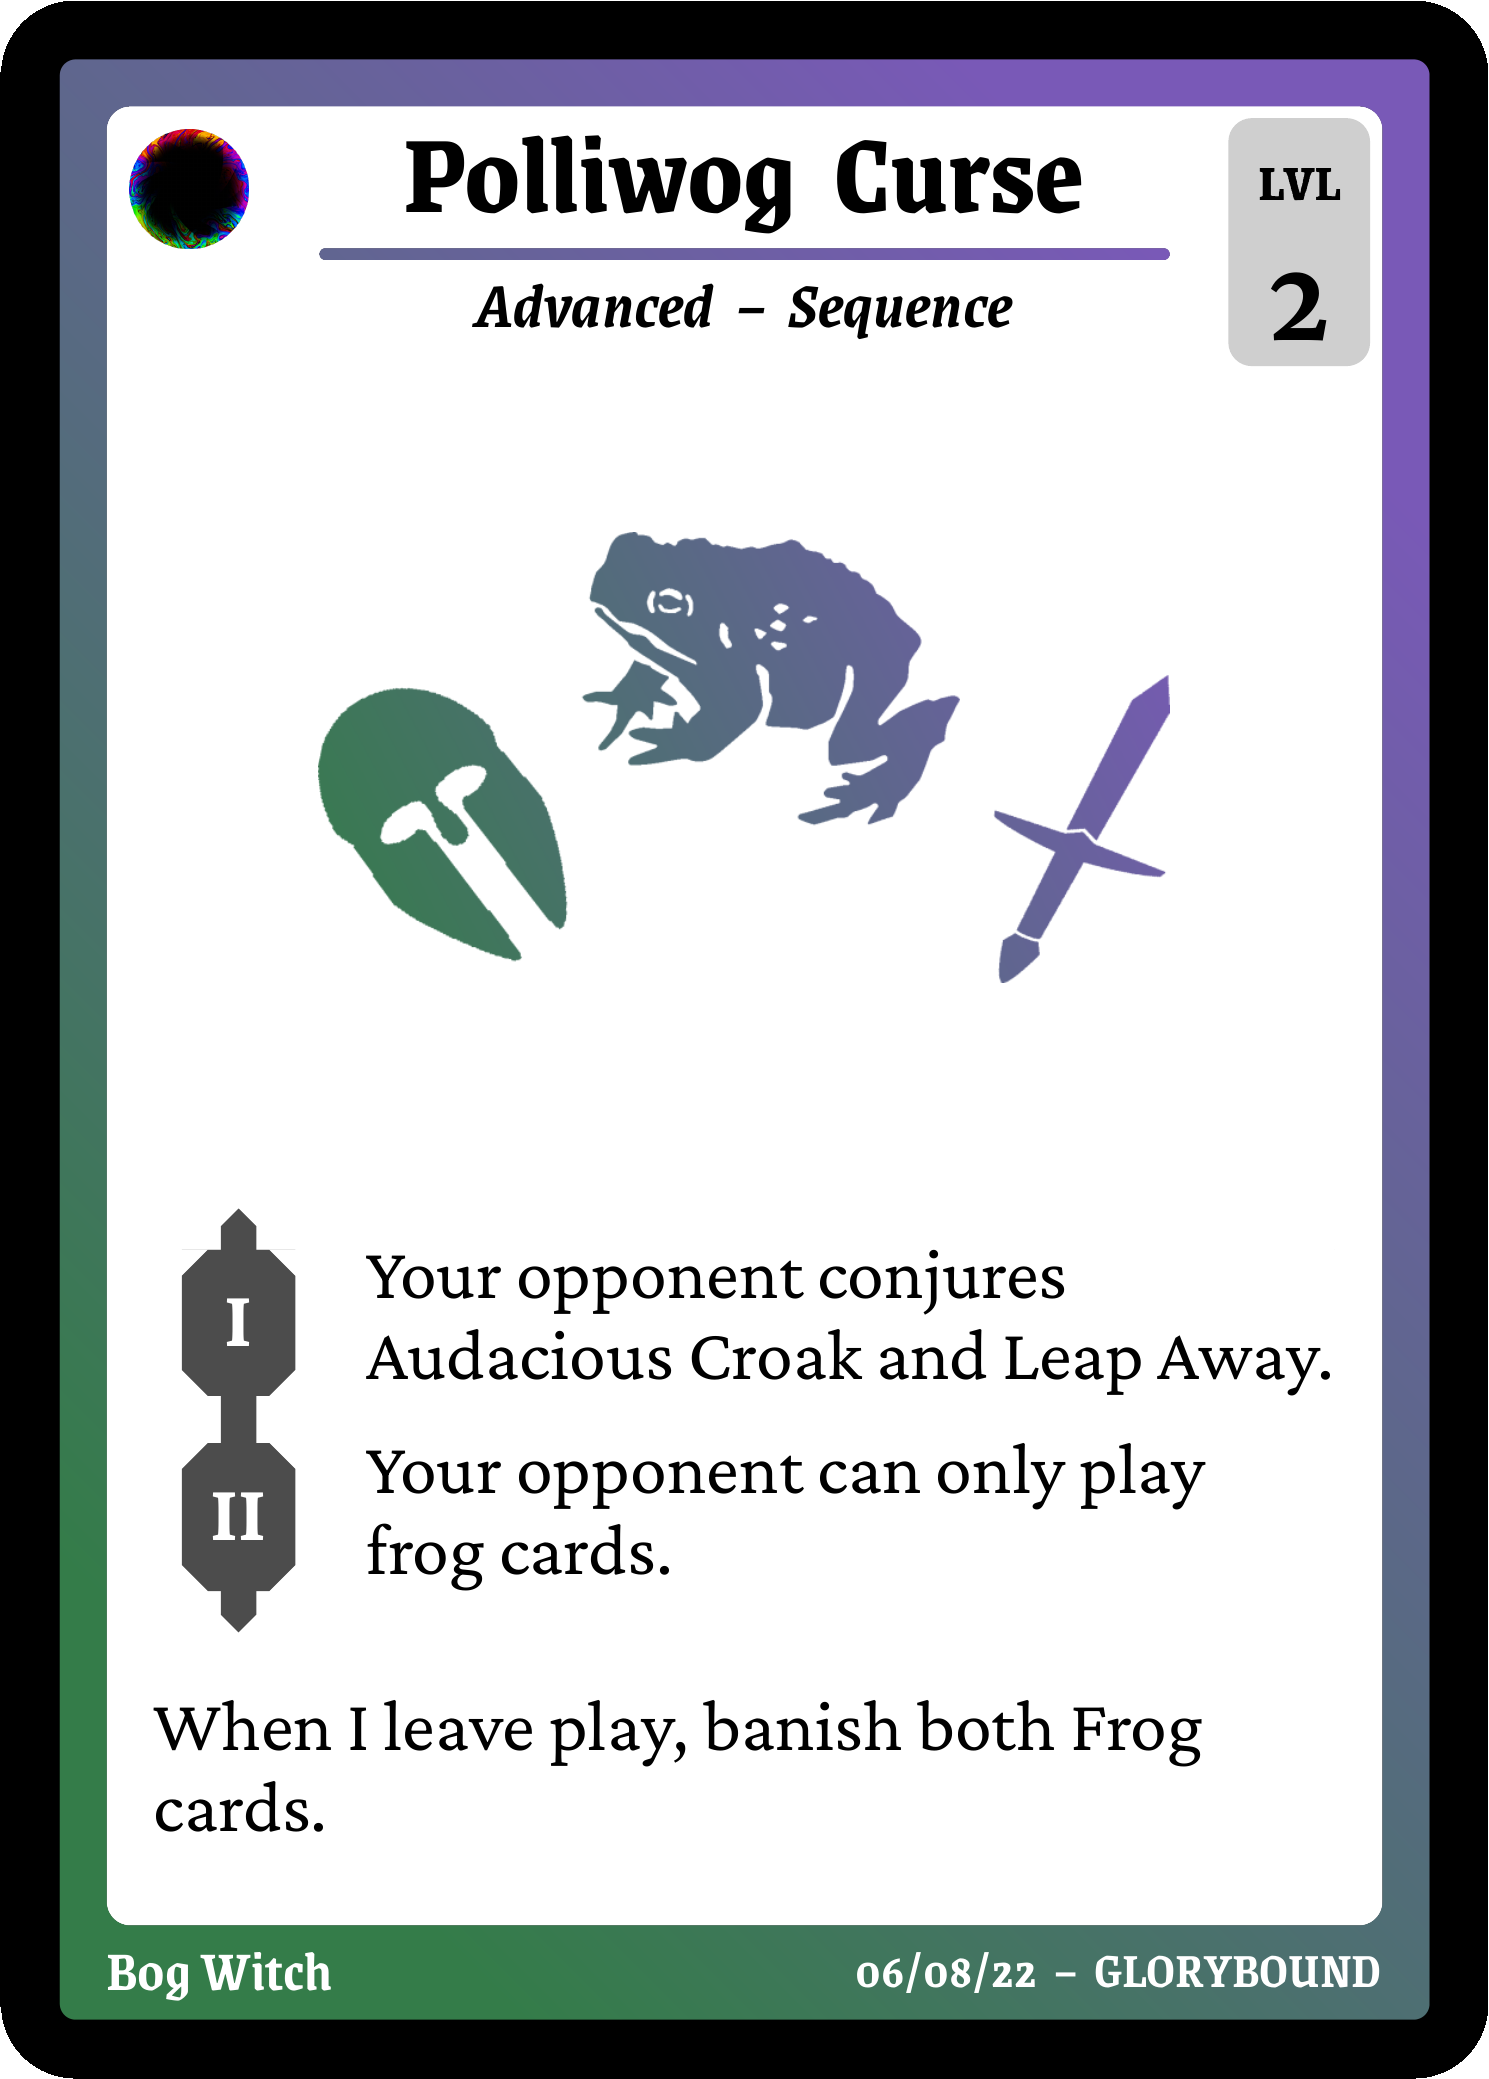 Polliwog Curse
LVL
2
Advanced – Sequence
I
Your opponent conjures
Audacious Croak and Leap Away.
II
Your opponent can only play
frog cards.
When I leave play, banish both Frog
cards.
Bog Witch
06/08/22 – GLORYBOUND